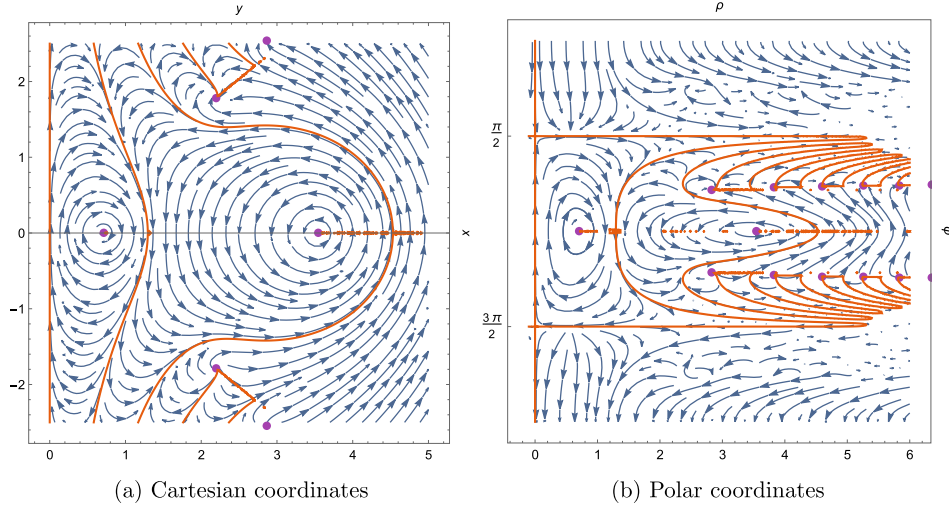 y
2
1
0
−1
−2
x
0 1 2 3 4 5
(a) Cartesian coordinates
ρ
π
2
3 π
2
φ
0 1 2 3 4 5 6
(b) Polar coordinates